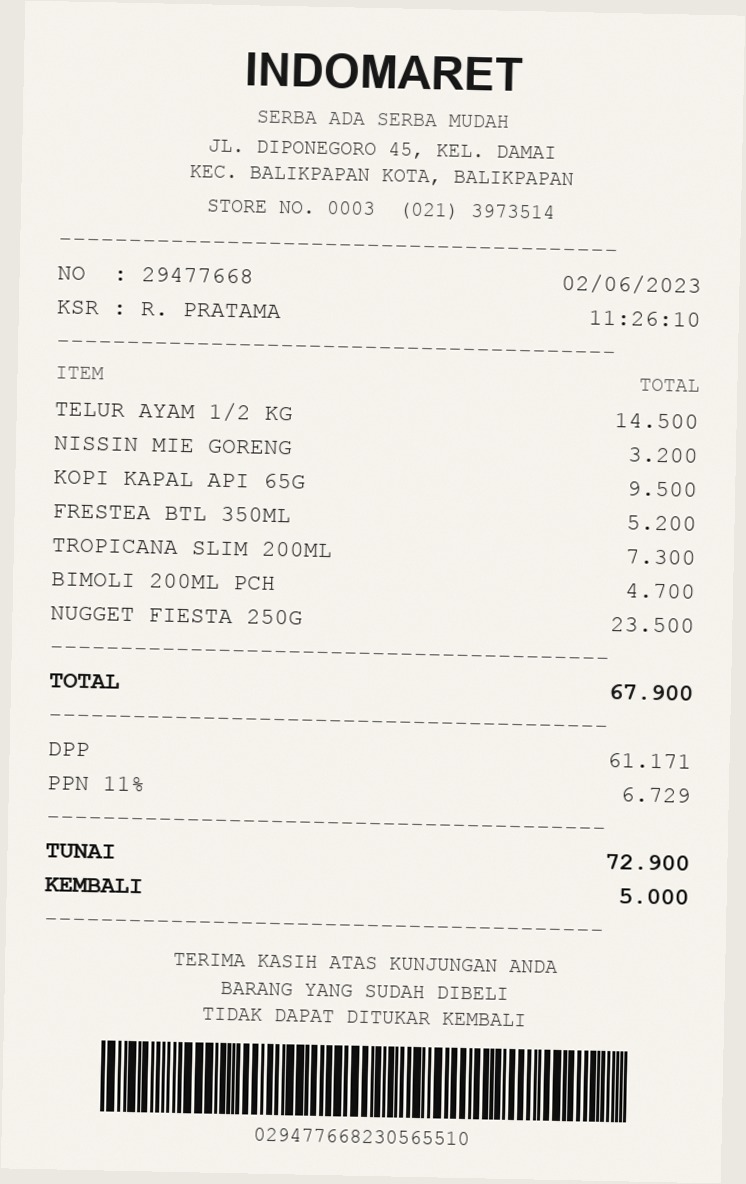 INDOMARET
SERBA ADA SERBA MUDAH
JL. DIPONEGORO 45, KEL. DAMAI
KEC. BALIKPAPAN KOTA, BALIKPAPAN
STORE NO. 0003 (021) 3973514
NO : 29477668 02/06/2023
KSR : R. PRATAMA 11:26:10
ITEM TOTAL
TELUR AYAM 1/2 KG 14.500
NISSIN MIE GORENG 3.200
KOPI KAPAL API 65G 9.500
FRESTEA BTL 350ML 5.200
TROPICANA SLIM 200ML 7.300
BIMOLI 200ML PCH 4.700
NUGGET FIESTA 250G 23.500
TOTAL 67.900
DPP 61.171
PPN 11% 6.729
TUNAI 72.900
KEMBALI 5.000
TERIMA KASIH ATAS KUNJUNGAN ANDA
BARANG YANG SUDAH DIBELI
TIDAK DAPAT DITUKAR KEMBALI
029477668230565510